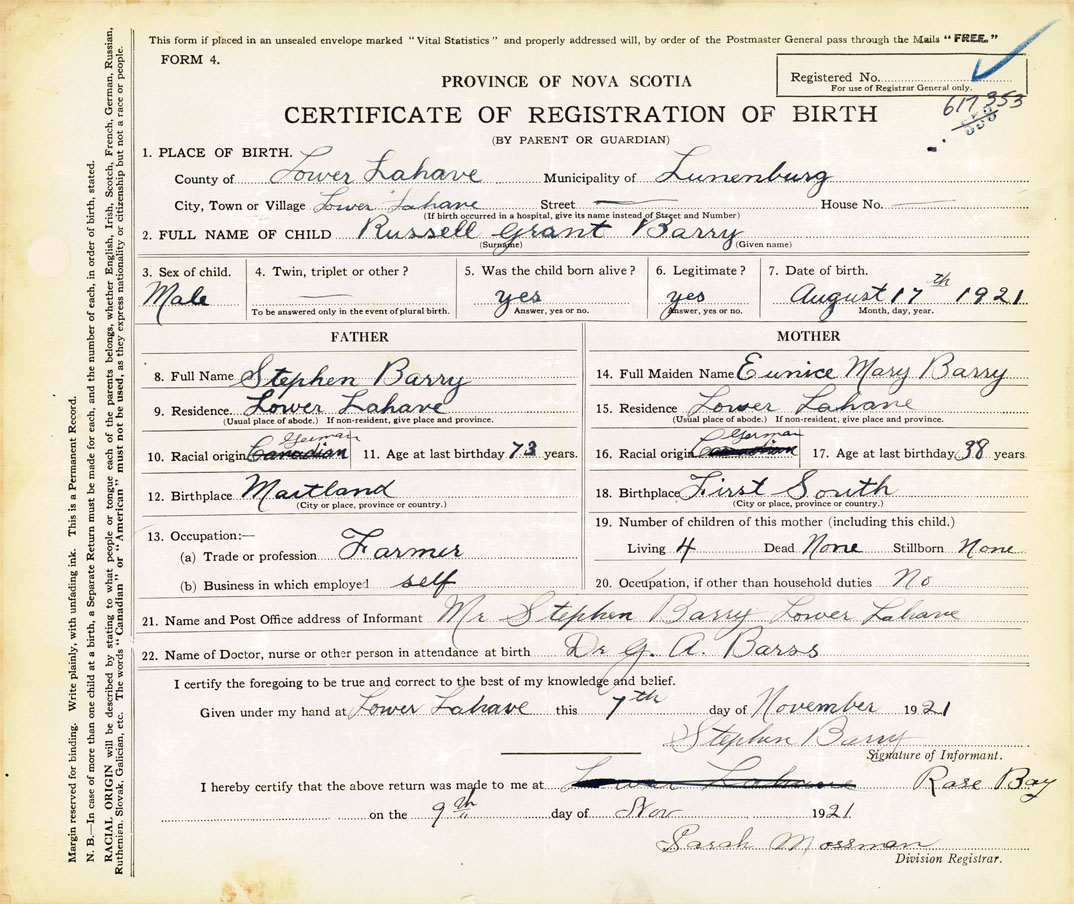 This form if placed in an unsealed envelope marked "Vital Statistics" and properly addressed will, by order of the Postmaster General pass through the Mails "FREE."
FORM 4.
Registered No.
For use of Registrar General only.
617353
PROVINCE OF NOVA SCOTIA
CERTIFICATE OF REGISTRATION OF BIRTH
(BY PARENT OR GUARDIAN)
1. PLACE OF BIRTH.
County of Lower Lahave Municipality of Lunenburg
City, Town or Village Lower Lahave Street — House No. —
(If birth occurred in a hospital, give its name instead of Street and Number)
2. FULL NAME OF CHILD Russell Grant Barry
(Surname) (Given name)
3. Sex of child. Male
4. Twin, triplet or other? —
To be answered only in the event of plural birth.
5. Was the child born alive? yes
Answer, yes or no.
6. Legitimate? yes
Answer, yes or no.
7. Date of birth. August 17th 1921
Month, day, year.
FATHER
8. Full Name Stephen Barry
9. Residence. Lower Lahave
(Usual place of abode.) If non-resident, give place and province.
10. Racial origin Canadian German 11. Age at last birthday 73 years.
12. Birthplace Maitland
(City or place, province or country.)
13. Occupation:—
(a) Trade or profession Farmer
(b) Business in which employed self
MOTHER
14. Full Maiden Name Eunice Mary Barry
15. Residence Lower Lahave
(Usual place of abode.) If non-resident, give place and province.
16. Racial origin Canadian German 17. Age at last birthday 38 years
18. Birthplace First South
(City or place, province or country.)
19. Number of children of this mother (including this child.)
Living 4 Dead None Stillborn None
20. Occupation, if other than household duties No
21. Name and Post Office address of Informant Mr Stephen Barry Lower Lahave
22. Name of Doctor, nurse or other person in attendance at birth Dr G. A. Barss
I certify the foregoing to be true and correct to the best of my knowledge and belief.
Given under my hand at Lower Lahave this 7th day of November 1921
Stephen Barry
Signature of Informant.
I hereby certify that the above return was made to me at Lower Lahave Rose Bay
on the 9th day of Nov 1921
Sarah Mossman
Division Registrar.
Margin reserved for binding. Write plainly, with unfading ink. This is a Permanent Record.
N. B.—In case of more than one child at a birth, a Separate Return must be made for each, and the number of each, in order of birth, stated.
RACIAL ORIGIN will be described by stating to what people or tongue each of the parents belongs, whether English, Irish, Scotch, French, German, Russian,
Ruthenian, Slovak, Galician, etc. The words "Canadian" or "American" must not be used, as they express nationality or citizenship but not a race or people.